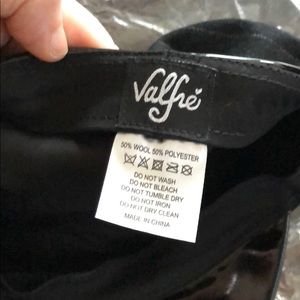 Valfré
50% WOOL 50% POLYESTER
DO NOT WASH
DO NOT BLEACH
DO NOT TUMBLE DRY
DO NOT IRON
DO NOT DRY CLEAN
MADE IN CHINA